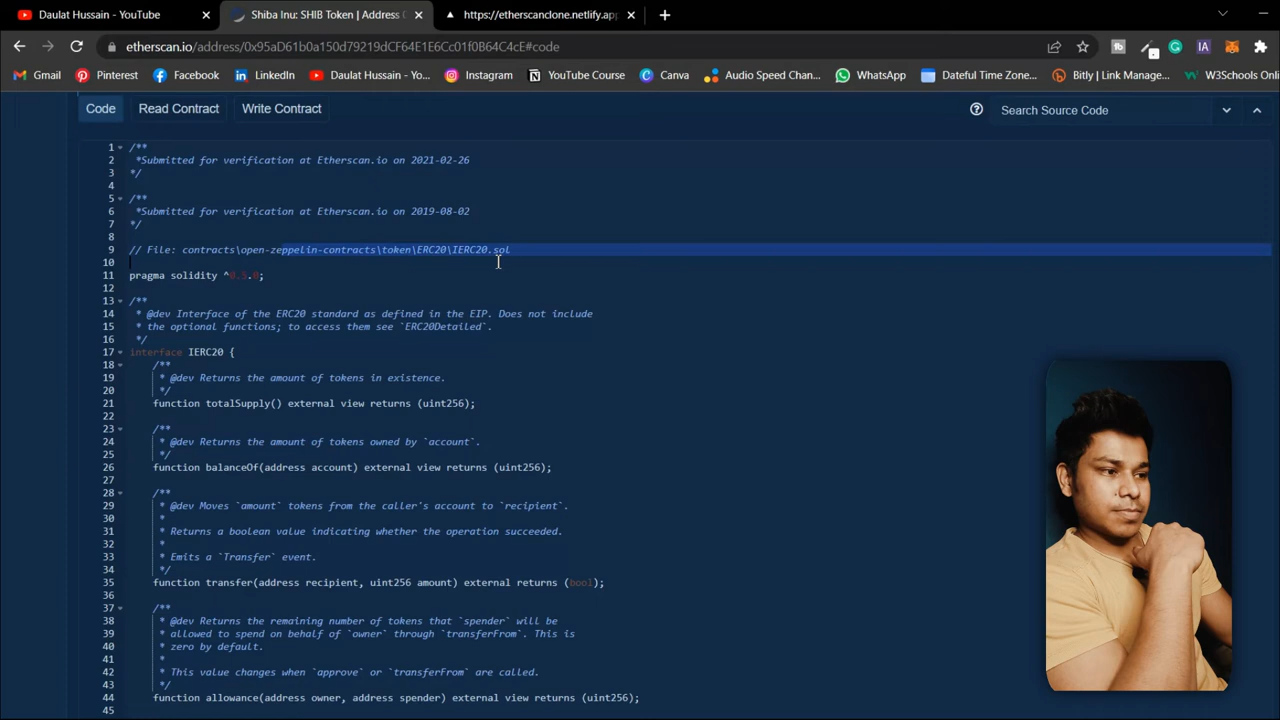 Daulat Hussain - YouTube
Shiba Inu: SHIB Token | Address
https://etherscanclone.netlify.ap
etherscan.io/address/0x95aD61b0a150d79219dCF64E1E6Cc01f0B64C4cE#code
Gmail Pinterest Facebook LinkedIn Daulat Hussain - Yo... Instagram YouTube Course Canva Audio Speed Chan... WhatsApp Dateful Time Zone... Bitly | Link Manage... W3Schools Onli
IA
Code Read Contract Write Contract Search Source Code
1 /**
2 *Submitted for verification at Etherscan.io on 2021-02-26
3 */
4
5 /**
6 *Submitted for verification at Etherscan.io on 2019-08-02
7 */
8
9 // File: contracts\open-zeppelin-contracts\token\ERC20\IERC20.sol
10
11 pragma solidity ^0.5.0;
12
13 /**
14 * @dev Interface of the ERC20 standard as defined in the EIP. Does not include
15 * the optional functions; to access them see `ERC20Detailed`.
16 */
17 interface IERC20 {
18 /**
19 * @dev Returns the amount of tokens in existence.
20 */
21 function totalSupply() external view returns (uint256);
22
23 /**
24 * @dev Returns the amount of tokens owned by `account`.
25 */
26 function balanceOf(address account) external view returns (uint256);
27
28 /**
29 * @dev Moves `amount` tokens from the caller's account to `recipient`.
30 *
31 * Returns a boolean value indicating whether the operation succeeded.
32 *
33 * Emits a `Transfer` event.
34 */
35 function transfer(address recipient, uint256 amount) external returns (bool);
36
37 /**
38 * @dev Returns the remaining number of tokens that `spender` will be
39 * allowed to spend on behalf of `owner` through `transferFrom`. This is
40 * zero by default.
41 *
42 * This value changes when `approve` or `transferFrom` are called.
43 */
44 function allowance(address owner, address spender) external view returns (uint256);
45